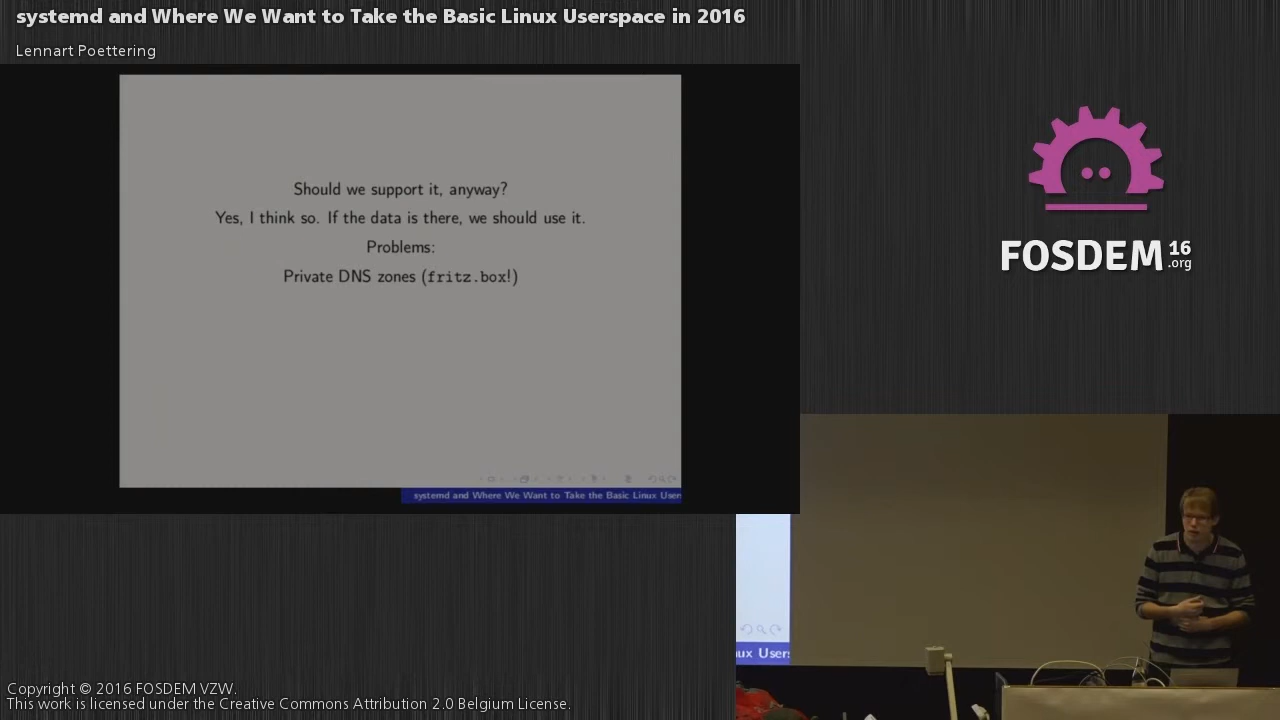 systemd and Where We Want to Take the Basic Linux Userspace in 2016
Lennart Poettering
Should we support it, anyway?
Yes, I think so. If the data is there, we should use it.
Problems:
Private DNS zones (fritz.box!)
systemd and Where We Want to Take the Basic Linux User
FOSDEM 16 .org
nux Users
Copyright © 2016 FOSDEM VZW.
This work is licensed under the Creative Commons Attribution 2.0 Belgium License.